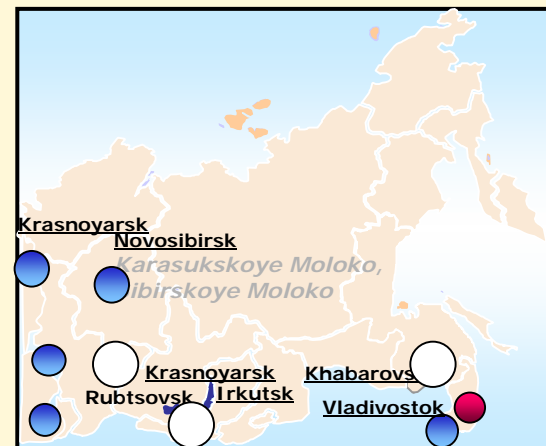 Krasnoyarsk
Novosibirsk
Karasukskoye Moloko,
ibirskoye Moloko
Krasnoyarsk
Khabarovs
Rubtsovsk
Irkutsk
Vladivostok